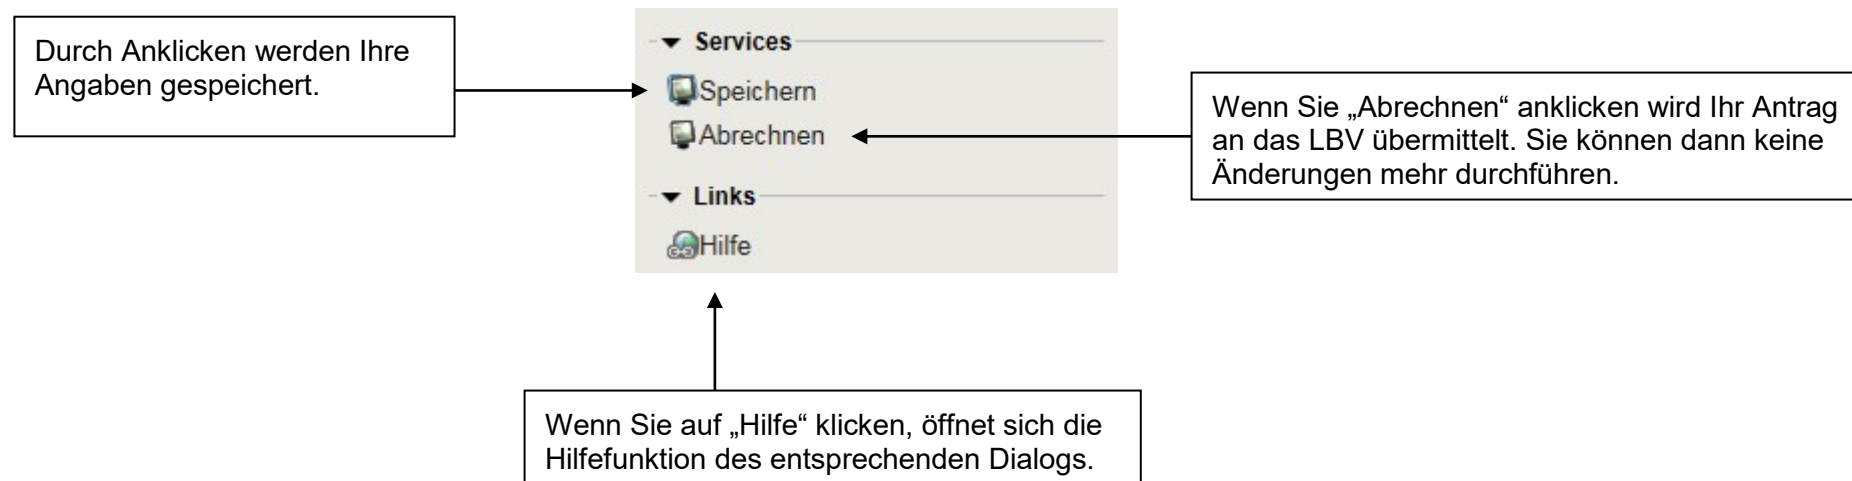 Durch Anklicken werden Ihre
Angaben gespeichert.
Services
Speichern
Abrechnen
Links
Hilfe
Wenn Sie „Abrechnen“ anklicken wird Ihr Antrag
an das LBV übermittelt. Sie können dann keine
Änderungen mehr durchführen.
Wenn Sie auf „Hilfe“ klicken, öffnet sich die
Hilfefunktion des entsprechenden Dialogs.